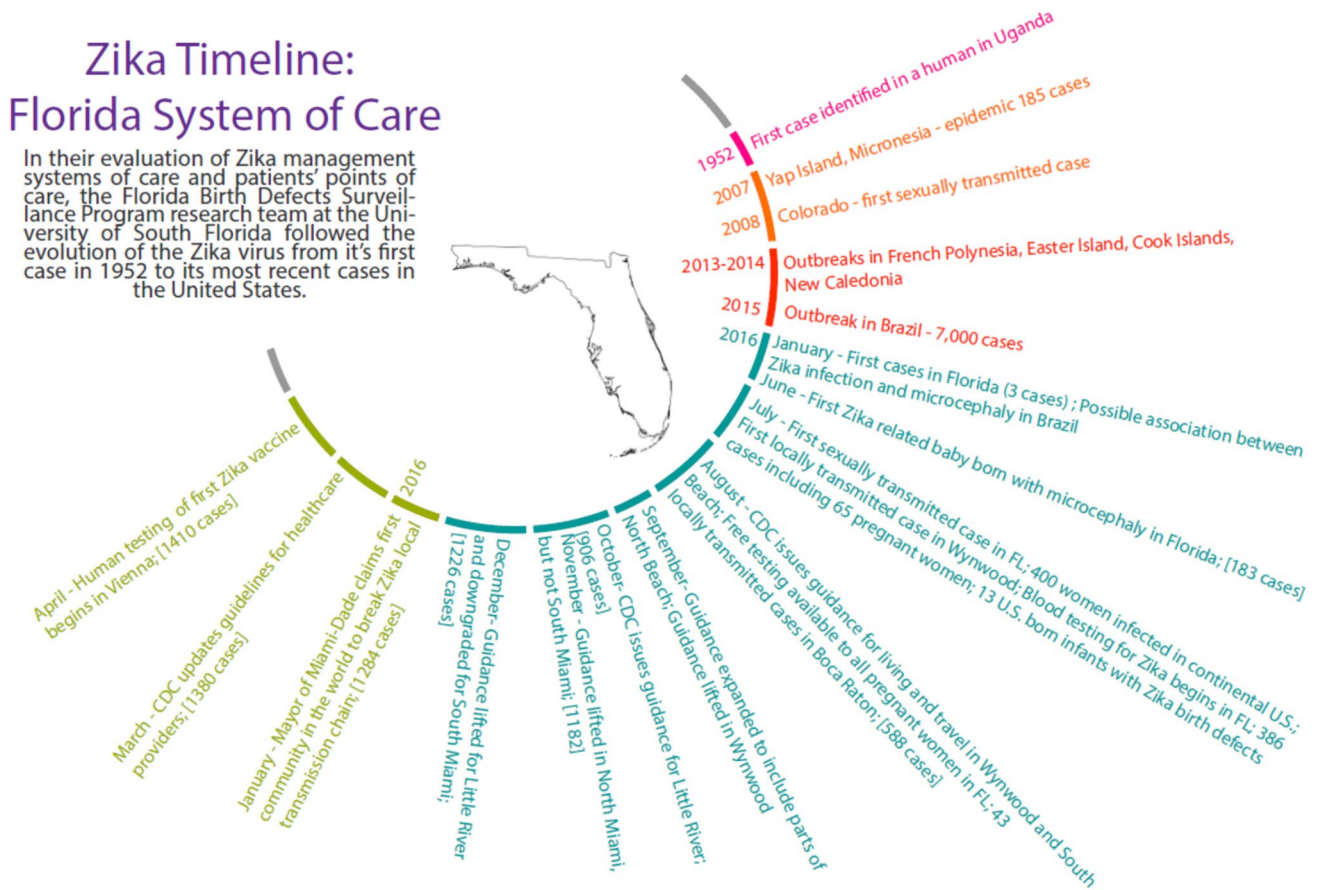 Zika Timeline:
Florida System of Care
In their evaluation of Zika management
systems of care and patients' points of
care, the Florida Birth Defects Surveil-
lance Program research team at the Uni-
versity of South Florida followed the
evolution of the Zika virus from it's first
case in 1952 to its most recent cases in
the United States.
1952
First case identified in a human in Uganda
2007
Yap Island, Micronesia - epidemic 185 cases
2008
Colorado - first sexually transmitted case
2013-2014
Outbreaks in French Polynesia, Easter Island, Cook Islands,
New Caledonia
2015
Outbreak in Brazil - 7,000 cases
2016
January - First cases in Florida (3 cases) ; Possible association between
Zika infection and microcephaly in Brazil
June - First Zika related baby born with microcephaly in Florida; [183 cases]
July - First sexually transmitted case in FL; 400 women infected in continental U.S.;
First locally transmitted case in Wynwood; Blood testing for Zika begins in FL; 386
cases including 65 pregnant women; 13 U.S. born infants with Zika birth defects
August - CDC issues guidance for living and travel in Wynwood and South
Beach; Free testing available to all pregnant women in FL; 43
locally transmitted cases in Boca Raton; [588 cases]
September- Guidance expanded to include parts of
North Beach; Guidance lifted in Wynwood
October- CDC issues guidance for Little River;
[906 cases]
November - Guidance lifted in North Miami,
but not South Miami; [1182]
December- Guidance lifted for Little River
and downgraded for South Miami;
[1226 cases]
2016
January - Mayor of Miami-Dade claims first
community in the world to break Zika local
transmission chain; [1284 cases]
March - CDC updates guidelines for healthcare
providers; [1380 cases]
April - Human testing of first Zika vaccine
begins in Vienna; [1410 cases]